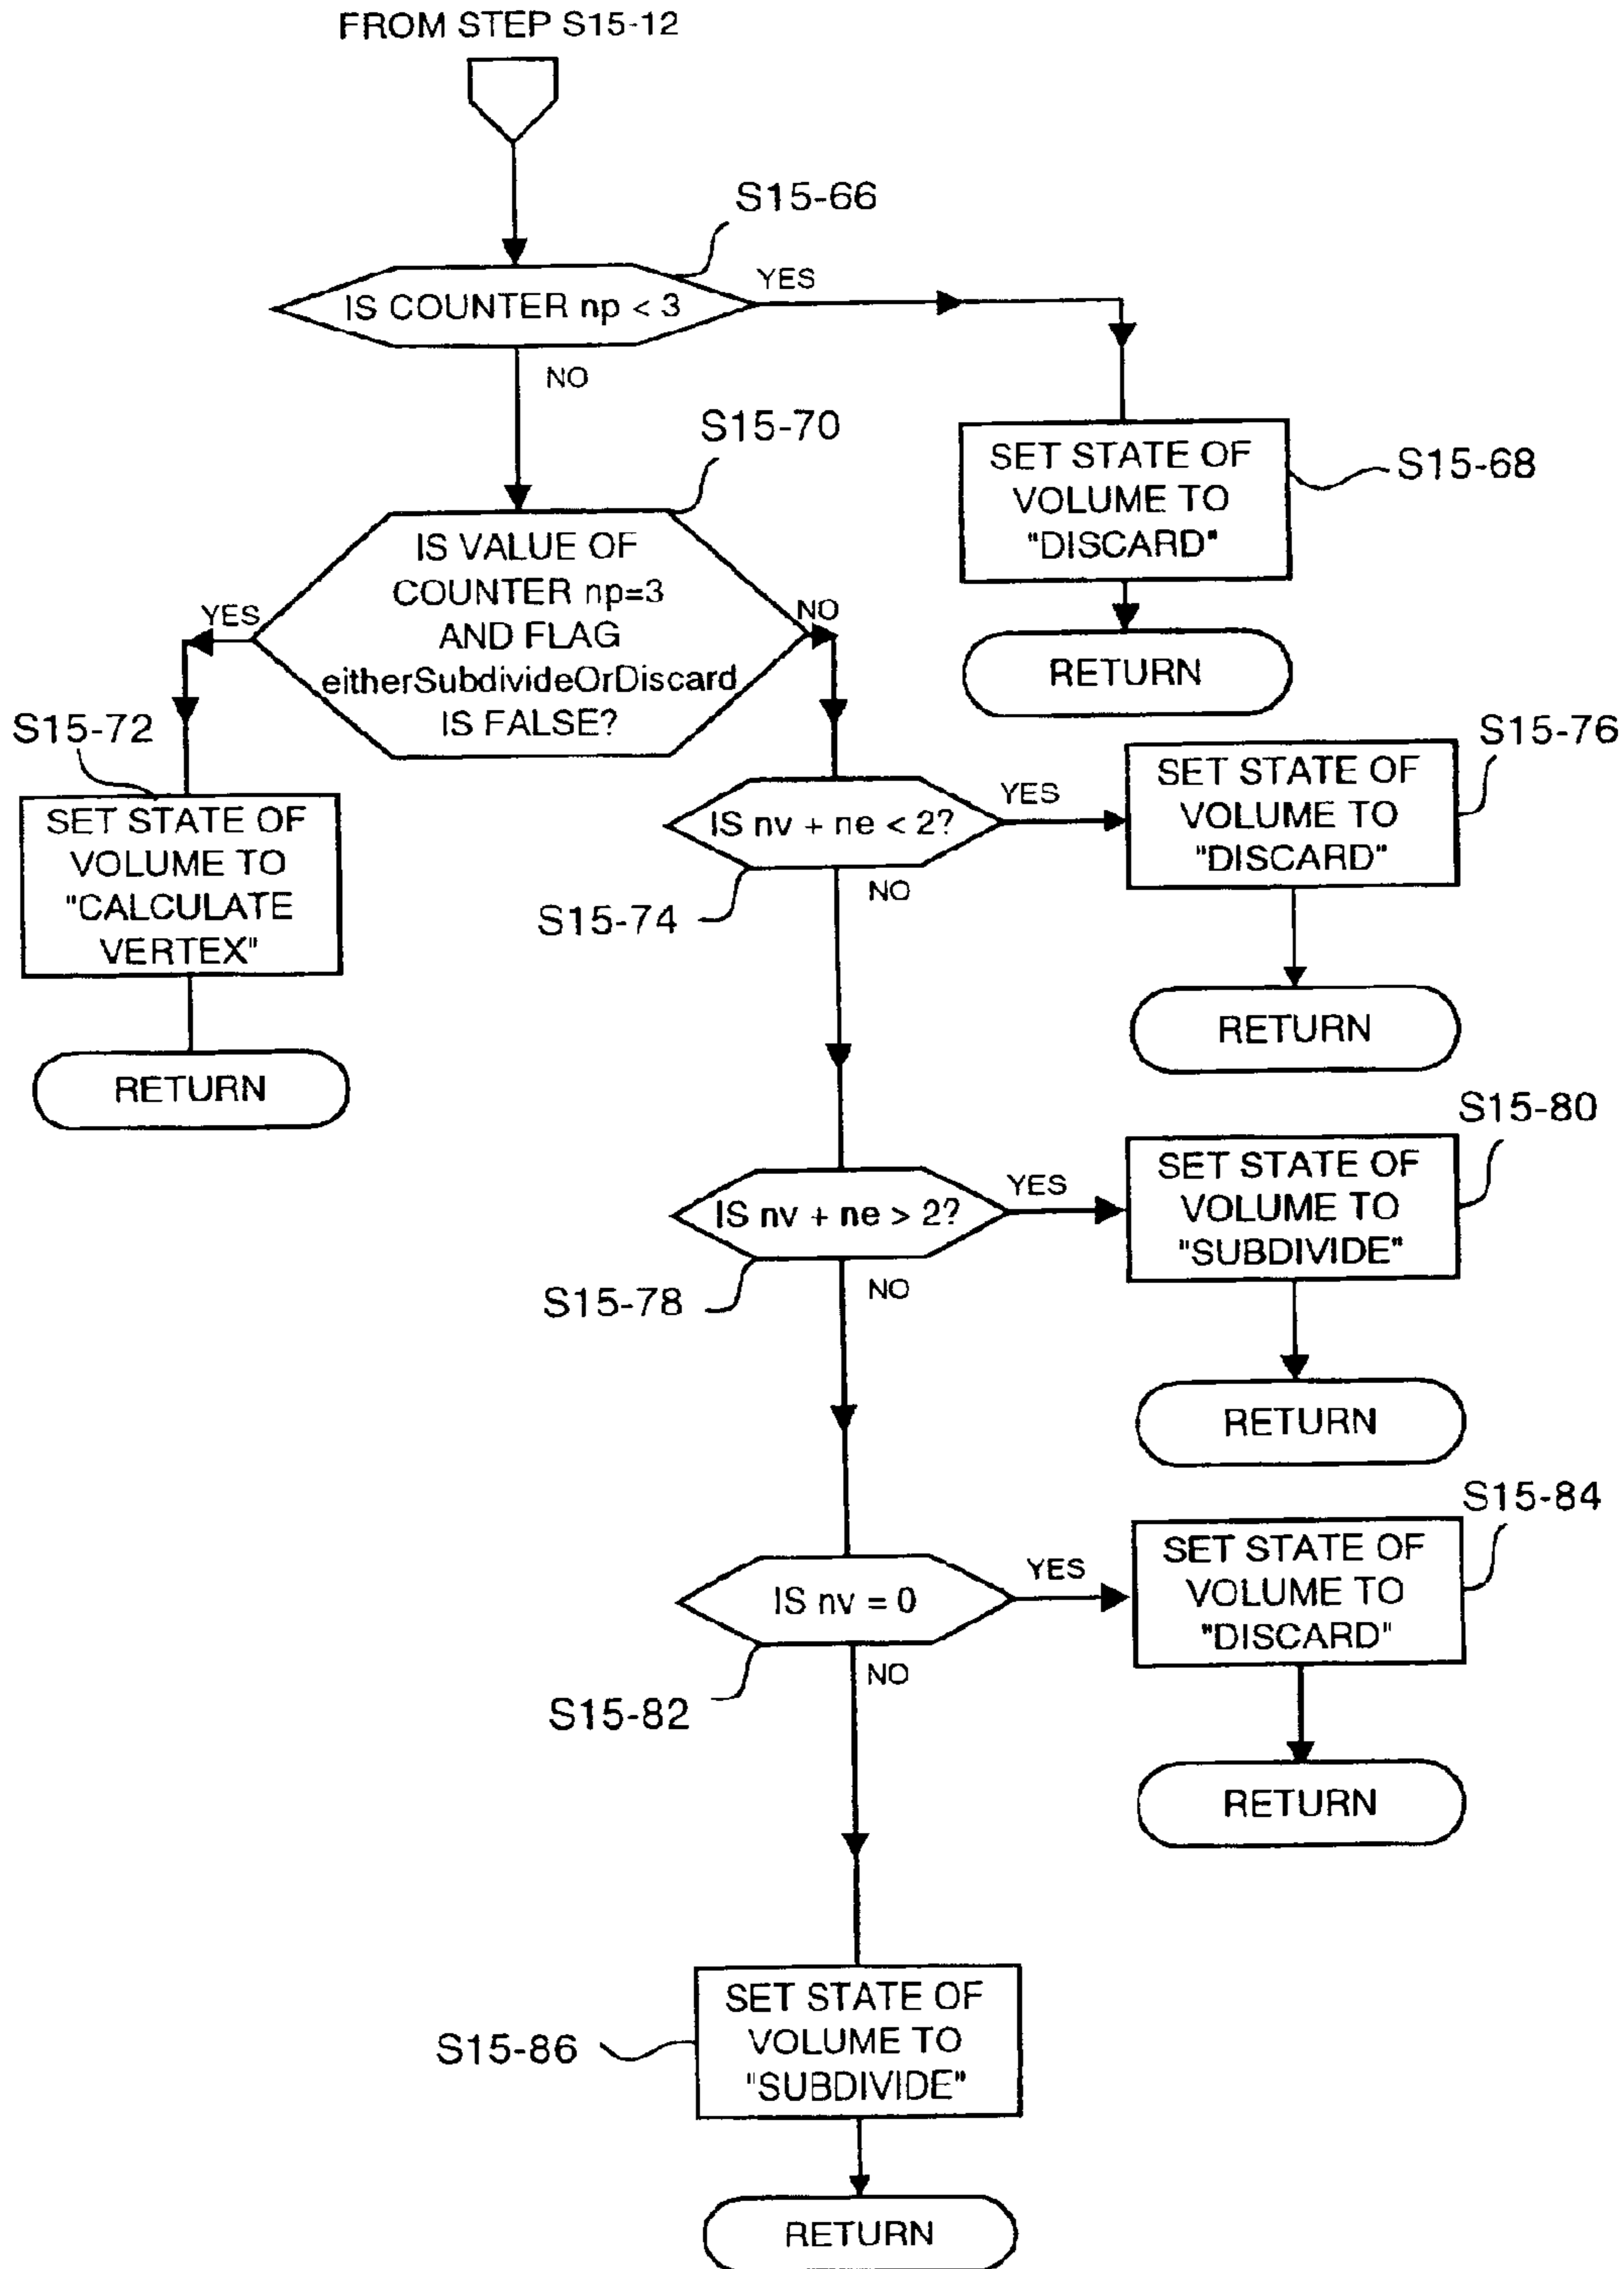 FROM STEP S15-12
S15-66
IS COUNTER np < 3
YES
NO
S15-70
SET STATE OF
VOLUME TO
"DISCARD"
S15-68
RETURN
IS VALUE OF
COUNTER np=3
AND FLAG
eitherSubdivideOrDiscard
IS FALSE?
YES
NO
S15-72
SET STATE OF
VOLUME TO
"CALCULATE
VERTEX"
RETURN
IS nv + ne < 2?
YES
NO
S15-74
S15-76
SET STATE OF
VOLUME TO
"DISCARD"
RETURN
IS nv + ne > 2?
YES
NO
S15-78
S15-80
SET STATE OF
VOLUME TO
"SUBDIVIDE"
RETURN
IS nv = 0
YES
NO
S15-82
S15-84
SET STATE OF
VOLUME TO
"DISCARD"
RETURN
S15-86
SET STATE OF
VOLUME TO
"SUBDIVIDE"
RETURN